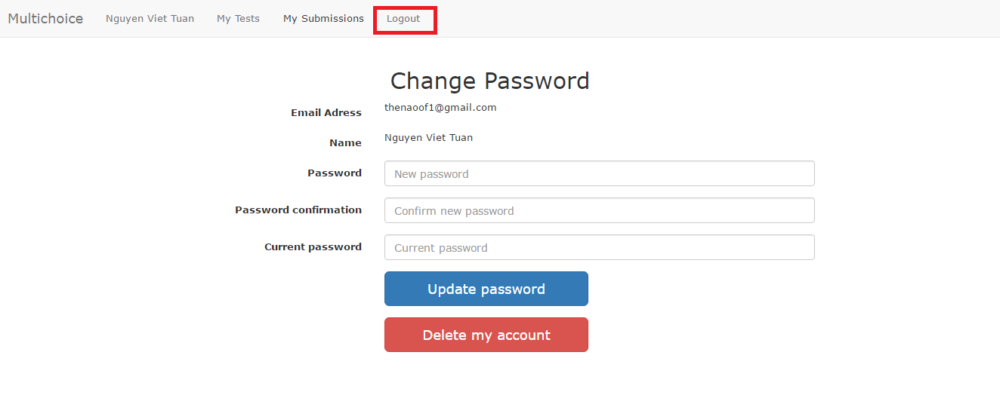 Multichoice Nguyen Viet Tuan My Tests My Submissions Logout
Change Password
Email Adress thenaoof1@gmail.com
Name Nguyen Viet Tuan
Password New password
Password confirmation Confirm new password
Current password Current password
Update password
Delete my account